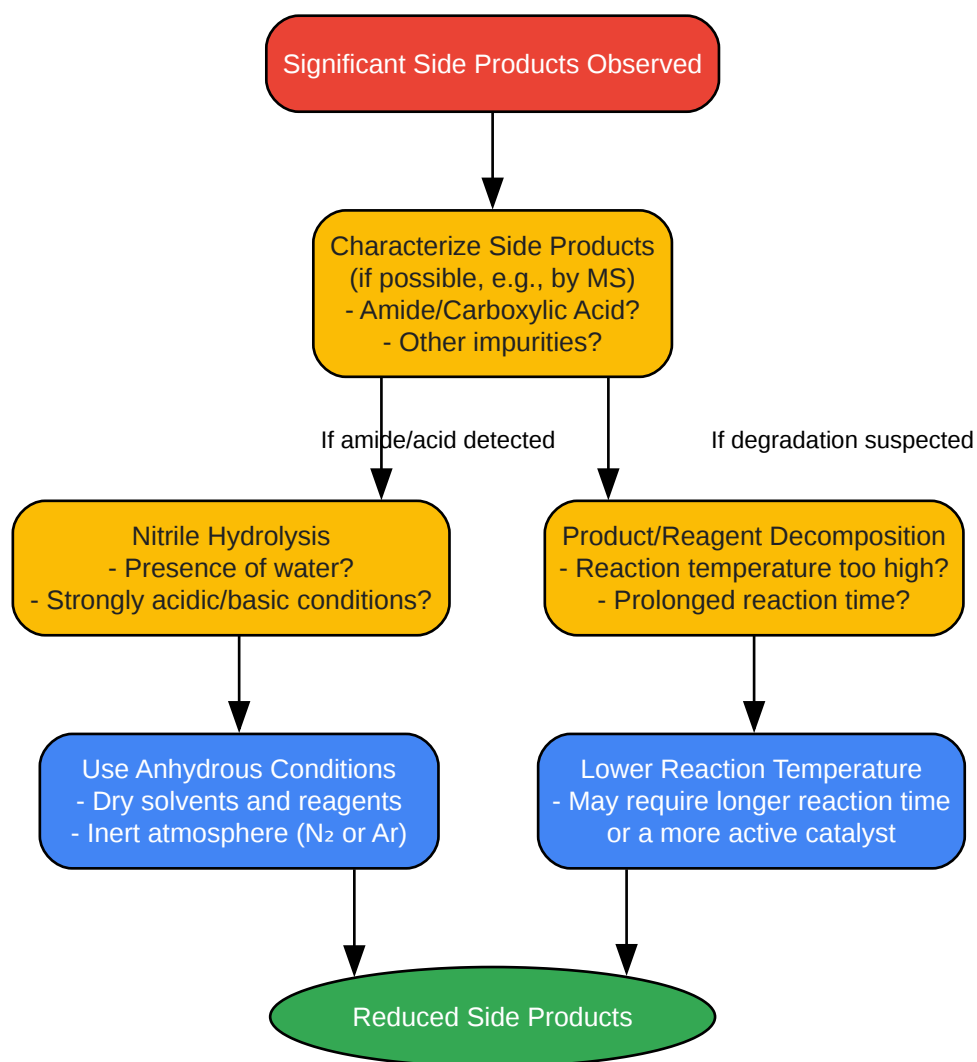 Significant Side Products Observed
Characterize Side Products
(if possible, e.g., by MS)
- Amide/Carboxylic Acid?
- Other impurities?
If amide/acid detected
If degradation suspected
Nitrile Hydrolysis
- Presence of water?
- Strongly acidic/basic conditions?
Product/Reagent Decomposition
- Reaction temperature too high?
- Prolonged reaction time?
Use Anhydrous Conditions
- Dry solvents and reagents
- Inert atmosphere (N₂ or Ar)
Lower Reaction Temperature
- May require longer reaction time
or a more active catalyst
Reduced Side Products